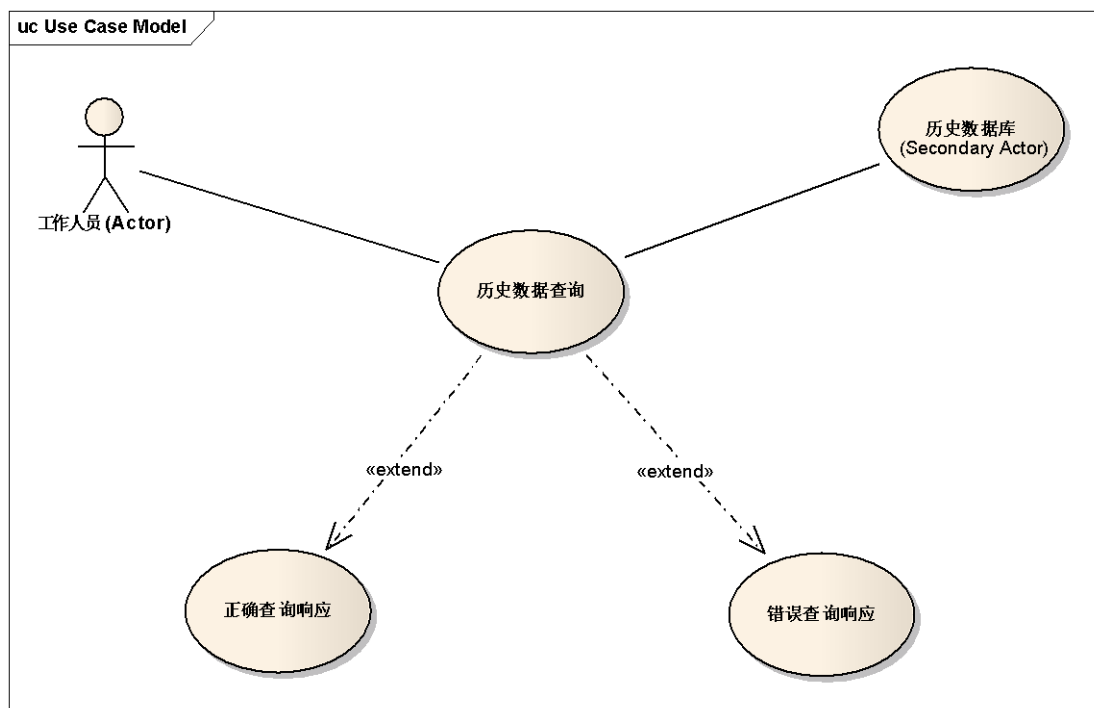 uc Use Case Model
历史数据库
(Secondary Actor)
工作人员 (Actor)
历史数据查询
«extend»
«extend»
正确查询响应
错误查询响应